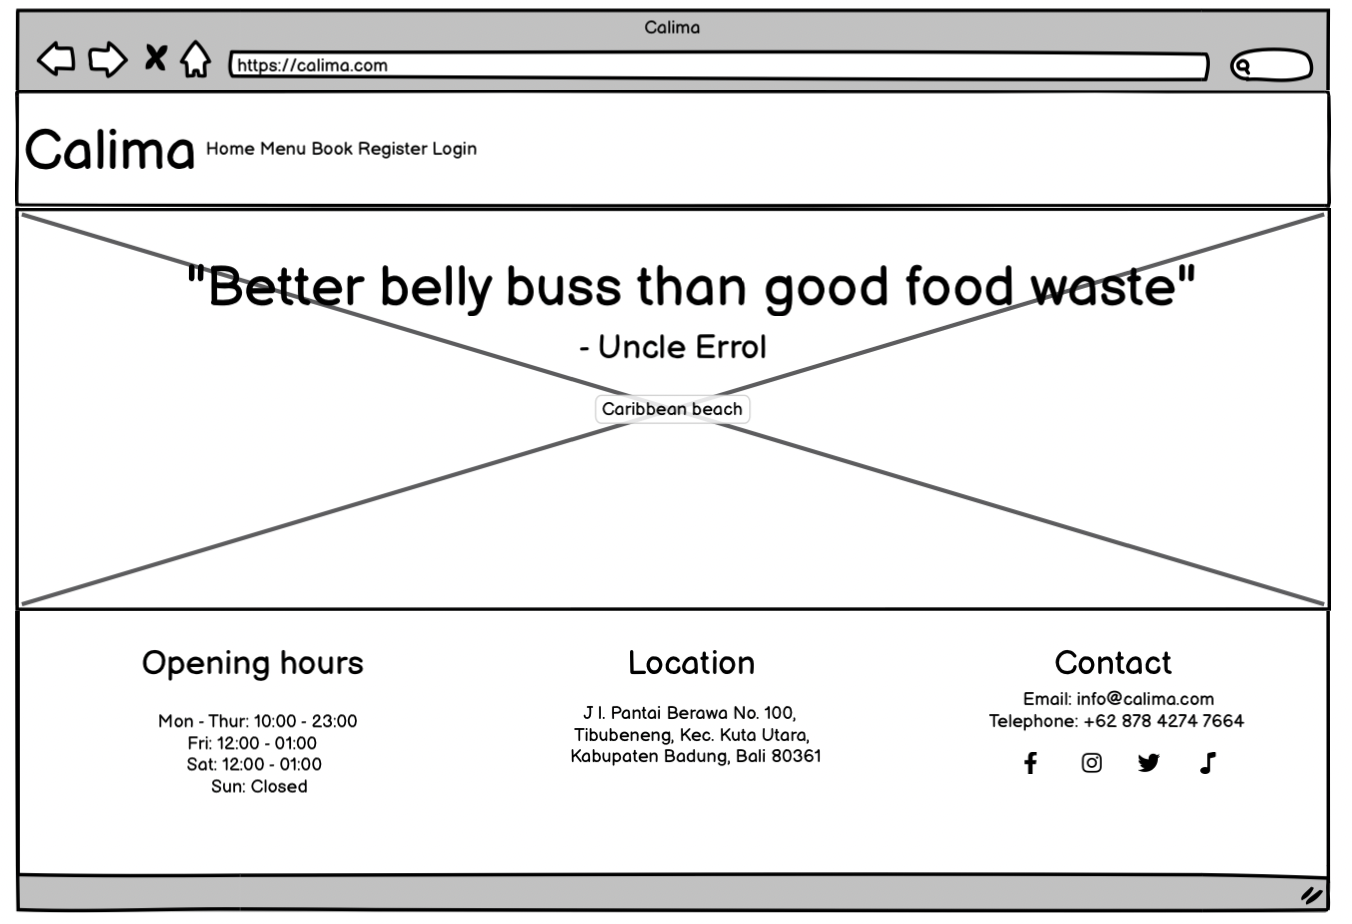 Calima
https://calima.com
Calima Home Menu Book Register Login
"Better belly buss than good food waste"
- Uncle Errol
Caribbean beach
Opening hours
Mon - Thur: 10:00 - 23:00
Fri: 12:00 - 01:00
Sat: 12:00 - 01:00
Sun: Closed
Location
J l. Pantai Berawa No. 100,
Tibubeneng, Kec. Kuta Utara,
Kabupaten Badung, Bali 80361
Contact
Email: info@calima.com
Telephone: +62 878 4274 7664